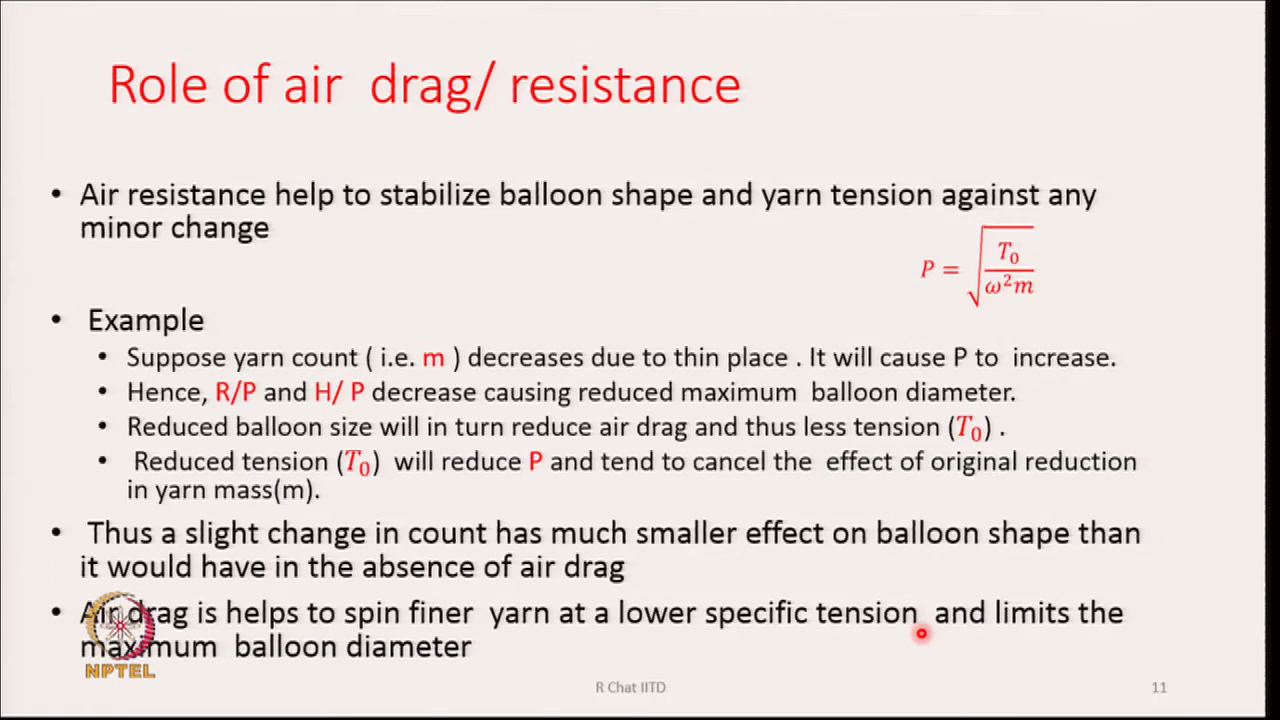 Role of air drag/ resistance
• Air resistance help to stabilize balloon shape and yarn tension against any
minor change
P = √(T₀/ω²m)
• Example
• Suppose yarn count ( i.e. m ) decreases due to thin place . It will cause P to increase.
• Hence, R/P and H/ P decrease causing reduced maximum balloon diameter.
• Reduced balloon size will in turn reduce air drag and thus less tension (T₀) .
• Reduced tension (T₀) will reduce P and tend to cancel the effect of original reduction
in yarn mass(m).
• Thus a slight change in count has much smaller effect on balloon shape than
it would have in the absence of air drag
• Air drag is helps to spin finer yarn at a lower specific tension and limits the
maximum balloon diameter
NPTEL
R Chat IITD
11